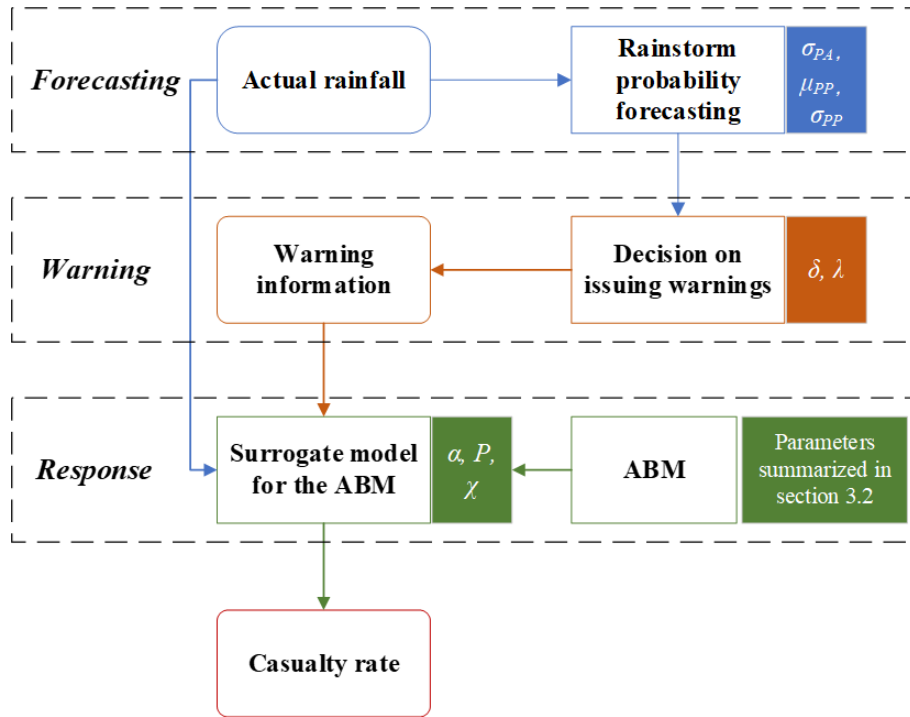 Forecasting
Actual rainfall
Rainstorm
probability
forecasting
σPA,
μPP,
σPP
Warning
Warning
information
Decision on
issuing warnings
δ, λ
Response
Surrogate model
for the ABM
α, P,
χ
ABM
Parameters
summarized in
section 3.2
Casualty rate